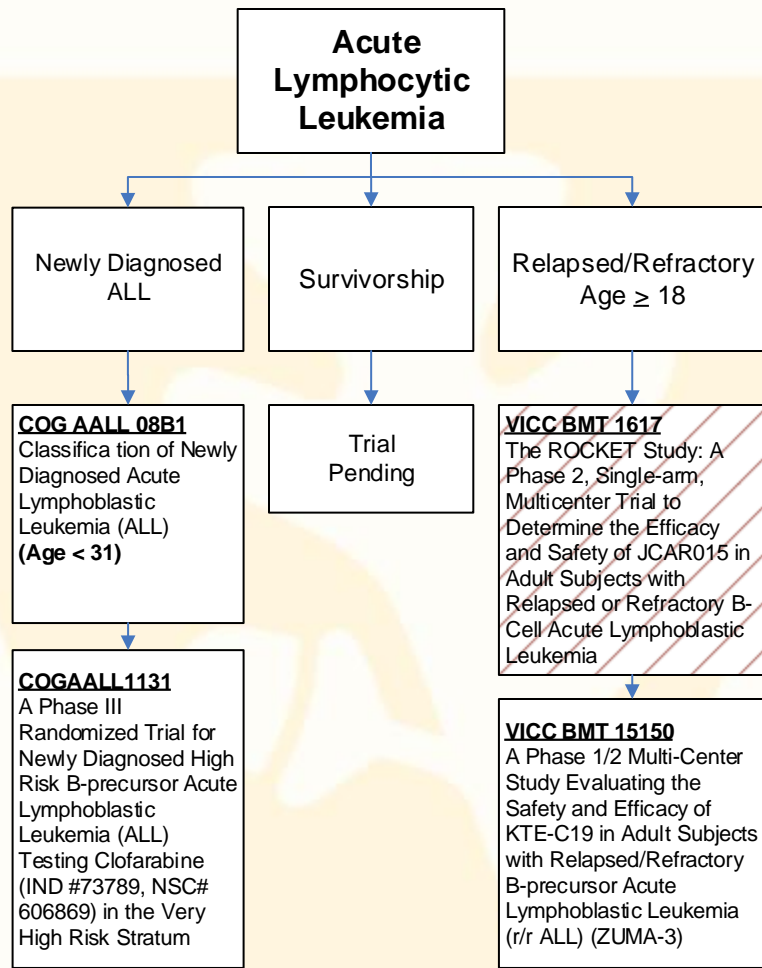 Acute
Lymphocytic
Leukemia
Newly Diagnosed
ALL
Survivorship
Relapsed/Refractory
Age ≥ 18
COG AALL 08B1
Classifica tion of Newly
Diagnosed Acute
Lymphoblastic
Leukemia (ALL)
(Age < 31)
Trial
Pending
VICC BMT 1617
The ROCKET Study: A
Phase 2, Single-arm,
Multicenter Trial to
Determine the Efficacy
and Safety of JCAR015 in
Adult Subjects with
Relapsed or Refractory B-
Cell Acute Lymphoblastic
Leukemia
COGAALL1131
A Phase III
Randomized Trial for
Newly Diagnosed High
Risk B-precursor Acute
Lymphoblastic
Leukemia (ALL)
Testing Clofarabine
(IND #73789, NSC#
606869) in the Very
High Risk Stratum
VICC BMT 15150
A Phase 1/2 Multi-Center
Study Evaluating the
Safety and Efficacy of
KTE-C19 in Adult Subjects
with Relapsed/Refractory
B-precursor Acute
Lymphoblastic Leukemia
(r/r ALL) (ZUMA-3)